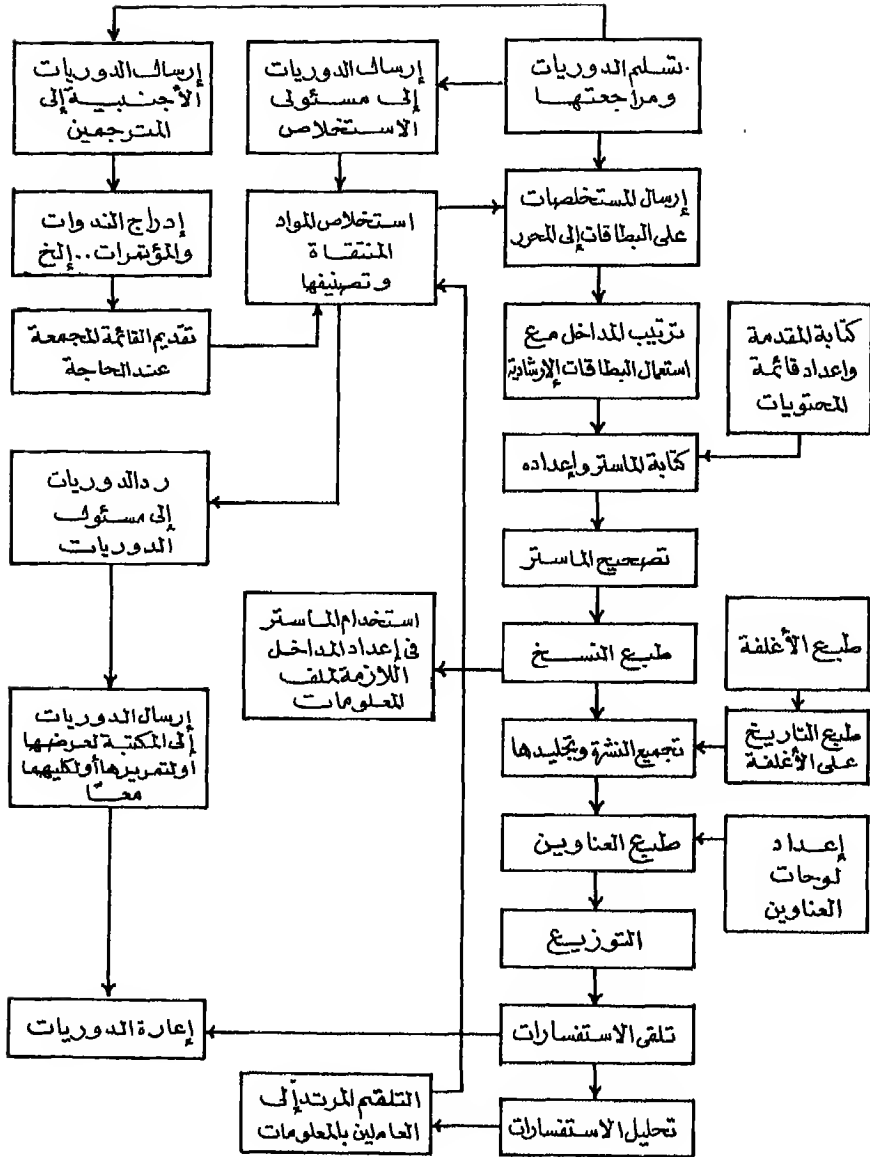 تسلم الدوريات
ومراجعتها
إرسال الدوريات
إلى مسئولى
الاستخلاص
إرسال الدوريات
الأجنبية إلى
المترجمين
إرسال المستخلصات
على البطاقات إلى المحرر
استخلاص المواد
المنتقاة
وتصنيفها
إدراج الندوات
والمؤتمرات..إلخ
تقديم القائمة المجمعة
عند الحاجة
كتابة المقدمة
وإعداد قائمة
المحتويات
ترتيب المداخل مع
استعمال البطاقات الإرشادية
كتابة الماستر وإعداده
رد الدوريات
إلى مسئول
الدوريات
تصحيح الماستر
طبع الأغلفة
طبع النسخ
استخدام الماستر
فى إعداد المداخل
اللازمة لملف
المعلومات
إرسال الدوريات
إلى المكتبة لعرضها
أو لتمريرها أو لكليهما
معًا
طبع التاريخ
على الأغلفة
تجميع النشرة وتجليدها
إعداد
لوحات
العناوين
طبع العناوين
التوزيع
تلقى الاستفسارات
إعارة الدوريات
تحليل الاستفسارات
التلقم المرتد إلى
العاملين بالمعلومات